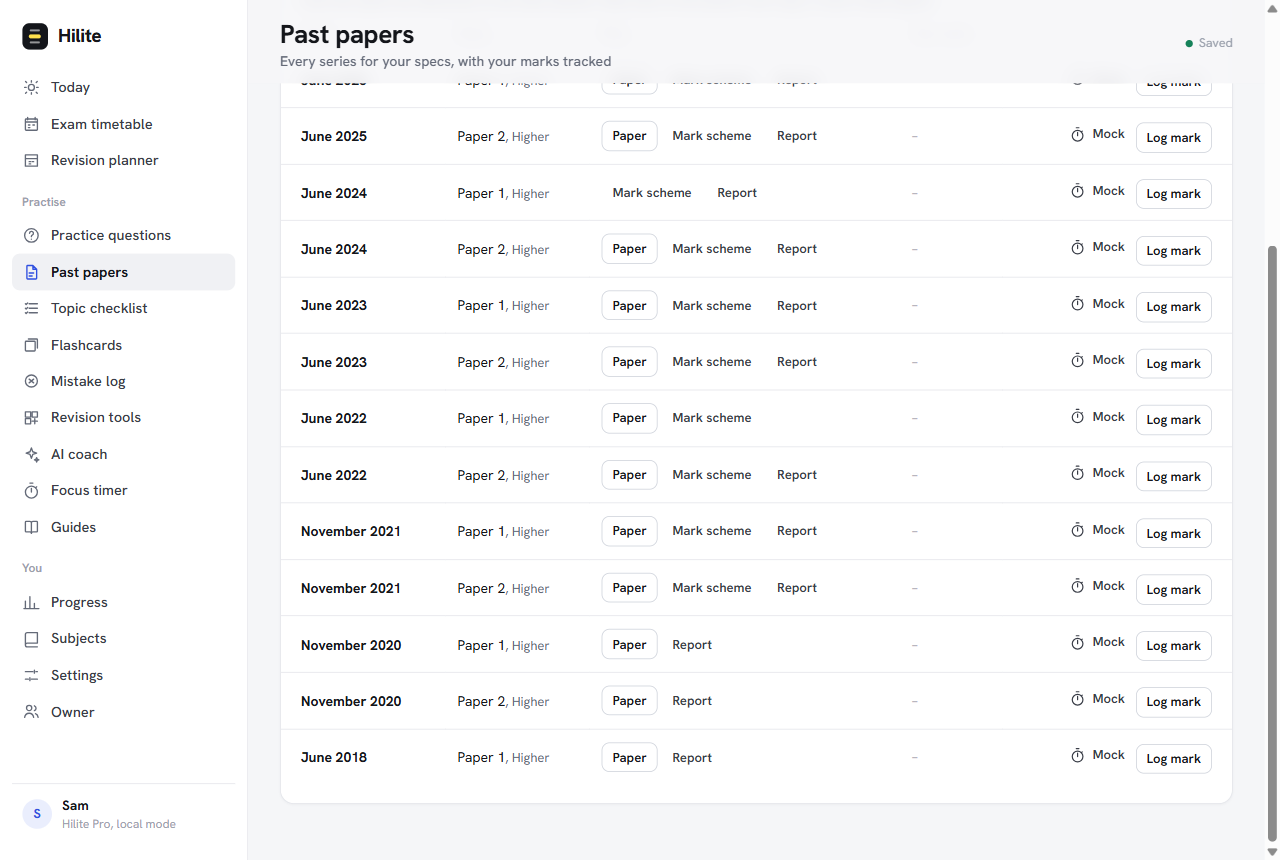 Hilite
Today
Exam timetable
Revision planner
Practise
Practice questions
Past papers
Topic checklist
Flashcards
Mistake log
Revision tools
AI coach
Focus timer
Guides
You
Progress
Subjects
Settings
Owner
S
Sam
Hilite Pro, local mode
Past papers
Every series for your specs, with your marks tracked
Saved
Log mark
June 2025 Paper 2, Higher Paper Mark scheme Report – Mock Log mark
June 2024 Paper 1, Higher Mark scheme Report – Mock Log mark
June 2024 Paper 2, Higher Paper Mark scheme Report – Mock Log mark
June 2023 Paper 1, Higher Paper Mark scheme Report – Mock Log mark
June 2023 Paper 2, Higher Paper Mark scheme Report – Mock Log mark
June 2022 Paper 1, Higher Paper Mark scheme – Mock Log mark
June 2022 Paper 2, Higher Paper Mark scheme Report – Mock Log mark
November 2021 Paper 1, Higher Paper Mark scheme Report – Mock Log mark
November 2021 Paper 2, Higher Paper Mark scheme Report – Mock Log mark
November 2020 Paper 1, Higher Paper Report – Mock Log mark
November 2020 Paper 2, Higher Paper Report – Mock Log mark
June 2018 Paper 1, Higher Paper Report – Mock Log mark